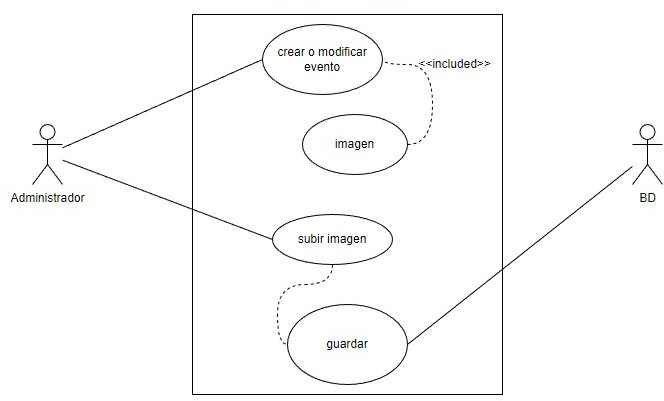 crear o modificar
evento
<<included>>
imagen
Administrador
BD
subir imagen
guardar